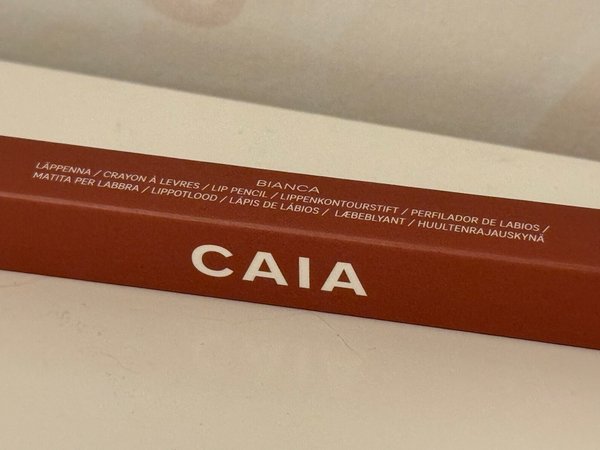 BIANCA
LÄPPENNA / CRAYON À LEVRES / LIP PENCIL / LIPPENKONTOURSTIFT / PERFILADOR DE LABIOS /
MATITA PER LABBRA / LIPPOTLOOD / LÁPIS DE LÁBIOS / LÆBEBLYANT / HUULTENRAJAUSKYNÄ
CAIA